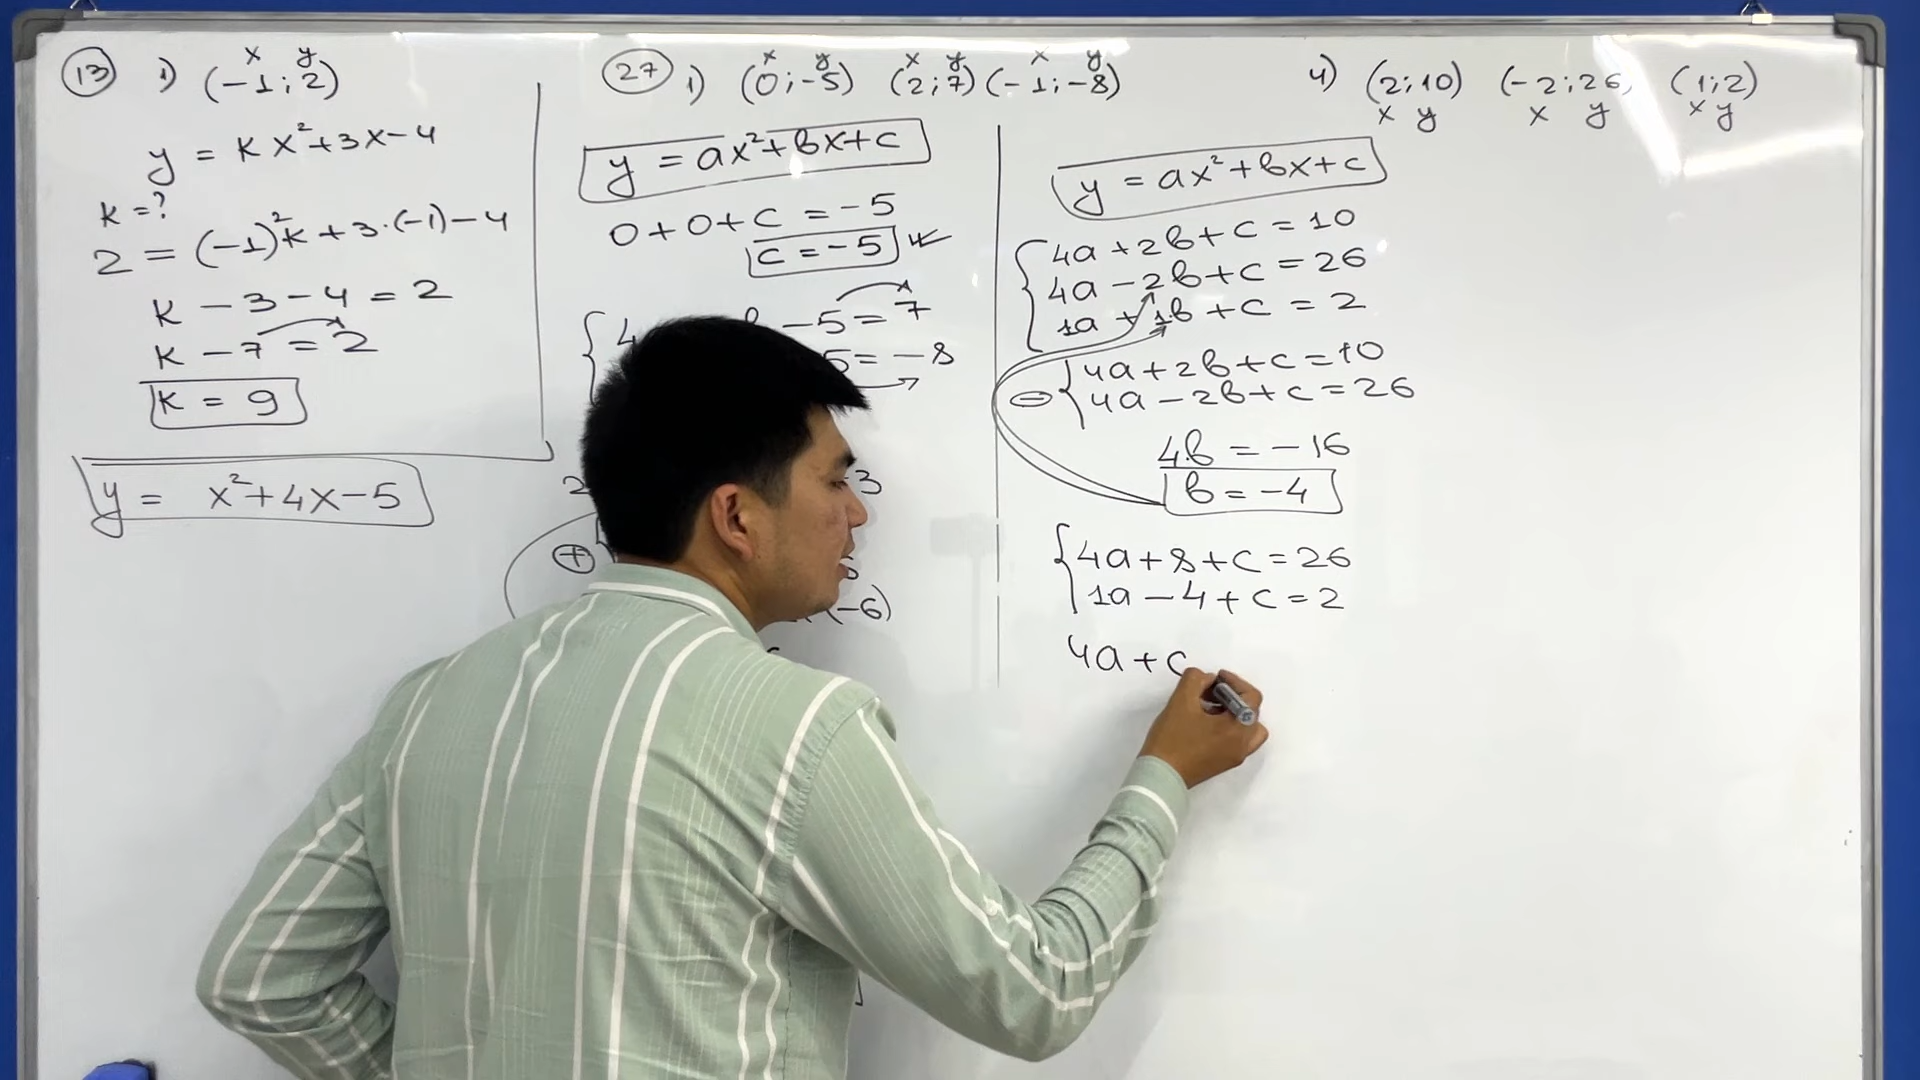 13 1) (-1; 2)
x y
y = kx²+3x-4
k=?
2 = (-1)²k+3·(-1)-4
k-3-4=2
k-7=2
k=9
y= x²+4x-5
27 1) (0;-5) (2;7) (-1;-8)
x y x y x y
y = ax²+bx+c
0+0+c=-5
c=-5
-5=7
5=-8
4) (2;10) (-2;26, (1;2)
x y x y x y
y=ax²+bx+c
4a+2b+c=10
4a-2b+c=26
1a+1b+c=2
4a+2b+c=10
4a-2b+c=26
4b=-16
b=-4
4a+8+c=26
1a-4+c=2
4a+c